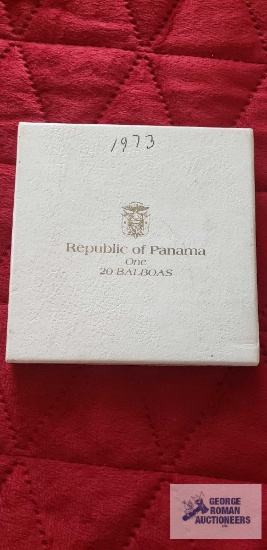 1973
Republic of Panama
One
20 BALBOAS
GEORGE
ROMAN
AUCTIONEERS